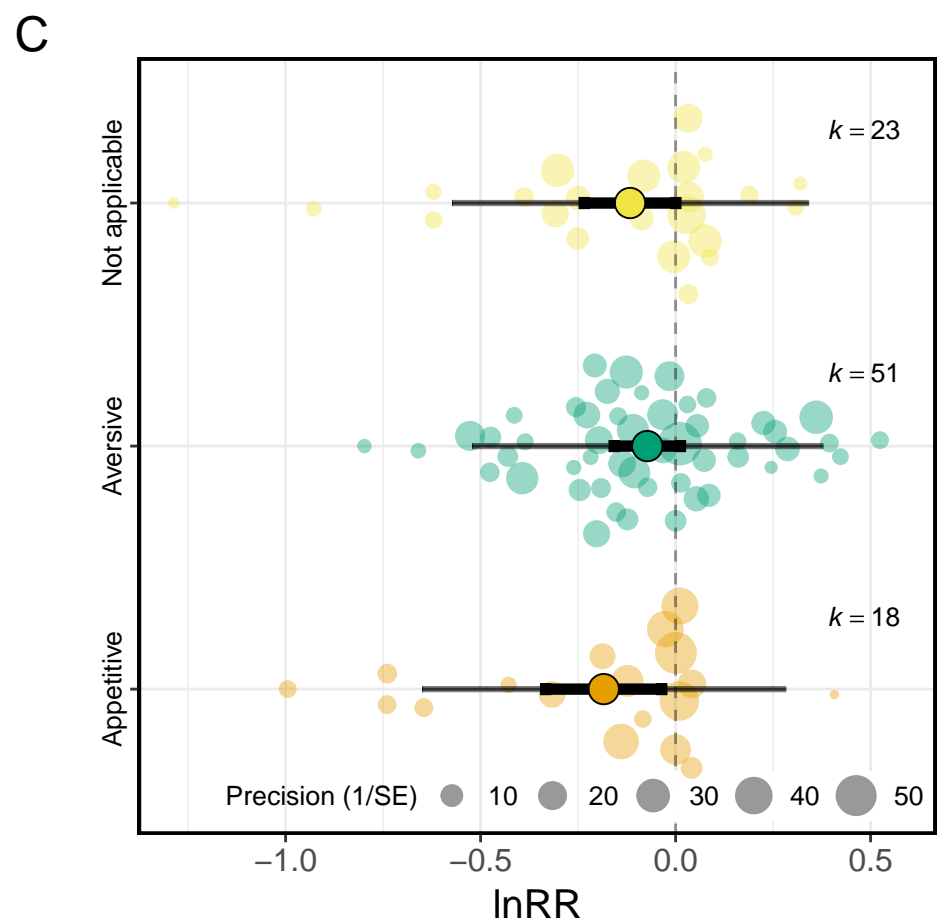 C
Not applicable
k = 23
Aversive
k = 51
Appetitive
k = 18
Precision (1/SE) 10 20 30 40 50
−1.0 −0.5 0.0 0.5
lnRR